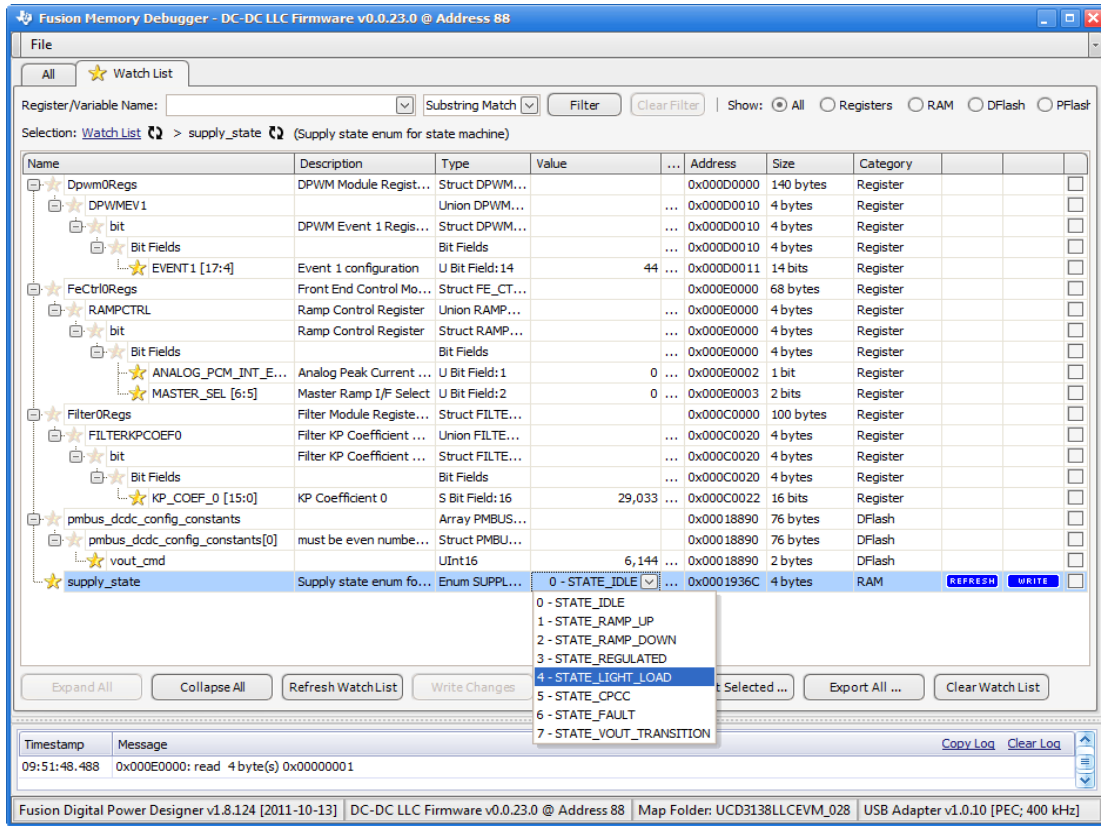 Fusion Memory Debugger - DC-DC LLC Firmware v0.0.23.0 @ Address 88
File
All Watch List
Register/Variable Name: Substring Match Filter Clear Filter Show: All Registers RAM DFlash PFlash
Selection: Watch List > supply_state (Supply state enum for state machine)
Name Description Type Value ... Address Size Category
Dpwm0Regs DPWM Module Regist... Struct DPWM... 0x000D0000 140 bytes Register
DPWMEV1 Union DPWM... ... 0x000D0010 4 bytes Register
bit DPWM Event 1 Regis... Struct DPWM... ... 0x000D0010 4 bytes Register
Bit Fields Bit Fields ... 0x000D0010 4 bytes Register
EVENT1 [17:4] Event 1 configuration U Bit Field:14 44 ... 0x000D0011 14 bits Register
FeCtrl0Regs Front End Control Mo... Struct FE_CT... 0x000E0000 68 bytes Register
RAMPCTRL Ramp Control Register Union RAMP... ... 0x000E0000 4 bytes Register
bit Ramp Control Register Struct RAMP... ... 0x000E0000 4 bytes Register
Bit Fields Bit Fields ... 0x000E0000 4 bytes Register
ANALOG_PCM_INT_E... Analog Peak Current ... U Bit Field:1 0 ... 0x000E0002 1 bit Register
MASTER_SEL [6:5] Master Ramp I/F Select U Bit Field:2 0 ... 0x000E0003 2 bits Register
Filter0Regs Filter Module Registe... Struct FILTE... 0x000C0000 100 bytes Register
FILTERKPCOEF0 Filter KP Coefficient ... Union FILTE... ... 0x000C0020 4 bytes Register
bit Filter KP Coefficient ... Struct FILTE... ... 0x000C0020 4 bytes Register
Bit Fields Bit Fields ... 0x000C0020 4 bytes Register
KP_COEF_0 [15:0] KP Coefficient 0 S Bit Field:16 29,033 ... 0x000C0022 16 bits Register
pmbus_dcdc_config_constants Array PMBUS... 0x00018890 76 bytes DFlash
pmbus_dcdc_config_constants[0] must be even numbe... Struct PMBU... 0x00018890 76 bytes DFlash
vout_cmd UInt16 6,144 ... 0x00018890 2 bytes DFlash
supply_state Supply state enum fo... Enum SUPPL... 0 - STATE_IDLE ... 0x0001936C 4 bytes RAM REFRESH WRITE
0 - STATE_IDLE
1 - STATE_RAMP_UP
2 - STATE_RAMP_DOWN
3 - STATE_REGULATED
4 - STATE_LIGHT_LOAD
5 - STATE_CPCC
6 - STATE_FAULT
7 - STATE_VOUT_TRANSITION
Expand All Collapse All Refresh Watch List Write Changes t Selected ... Export All ... Clear Watch List
Timestamp Message Copy Log Clear Log
09:51:48.488 0x000E0000: read 4 byte(s) 0x00000001
Fusion Digital Power Designer v1.8.124 [2011-10-13] DC-DC LLC Firmware v0.0.23.0 @ Address 88 Map Folder: UCD3138LLCEVM_028 USB Adapter v1.0.10 [PEC; 400 kHz]